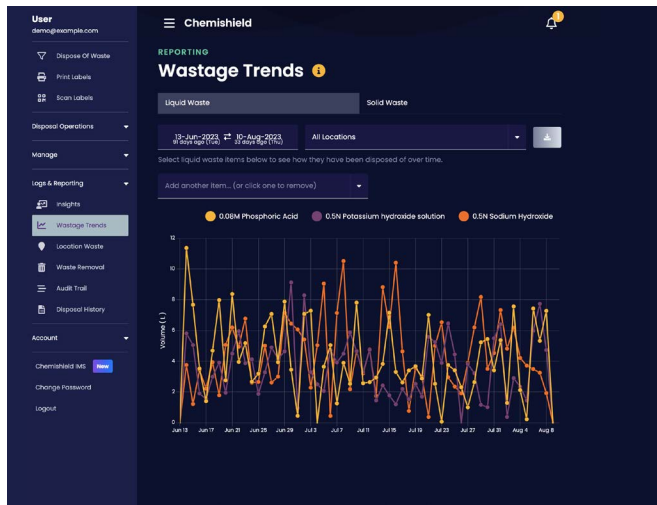 User
demo@example.com
Dispose Of Waste
Print Labels
Scan Labels
Disposal Operations
Manage
Logs & Reporting
Insights
Wastage Trends
Location Waste
Waste Removal
Audit Trail
Disposal History
Account
Chemishield IMS New
Change Password
Logout
Chemishield
REPORTING
Wastage Trends
Liquid Waste Solid Waste
13-Jun-2023, 10-Aug-2023,
91 days ago (Tue) 33 days ago (Thu)
All Locations
Select liquid waste items below to see how they have been disposed of over time.
Add another item... (or click one to remove)
0.08M Phosphoric Acid 0.5N Potassium hydroxide solution 0.5N Sodium Hydroxide
Volume ( L )
12
10
8
6
4
2
0
Jun 13 Jun 17 Jun 21 Jun 25 Jun 29 Jul 3 Jul 7 Jul 11 Jul 15 Jul 19 Jul 23 Jul 27 Jul 31 Aug 4 Aug 8